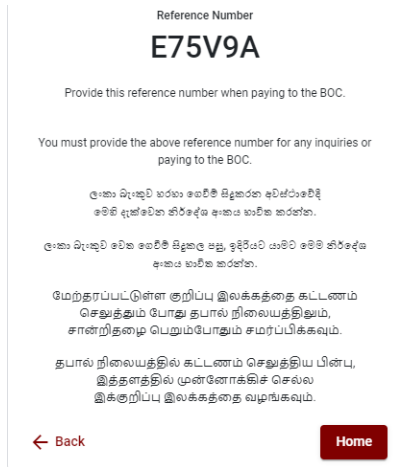 Reference Number
E75V9A
Provide this reference number when paying to the BOC.
You must provide the above reference number for any inquiries or
paying to the BOC.
ලංකා බැංකුව හරහා ගෙවීම් සිදුකරන අවස්ථාවේදී
මෙහි දැක්වෙන නිර්දේශ අංකය භාවිත කරන්න.
ලංකා බැංකුව වෙත ගෙවීම් සිදුකල පසු, ඉදිරියට යාමට මෙම නිර්දේශ
අංකය භාවිත කරන්න.
மேற்தரப்பட்டுள்ள குறிப்பு இலக்கத்தை கட்டணம்
செலுத்தும் போது தபால் நிலையத்திலும்,
சான்றிதழை பெறும்போதும் சமர்ப்பிக்கவும்.
தபால் நிலையத்தில் கட்டணம் செலுத்திய பின்பு,
இத்தளத்தில் முன்னோக்கிச் செல்ல
இக்குறிப்பு இலக்கத்தை வழங்கவும்.
Back
Home